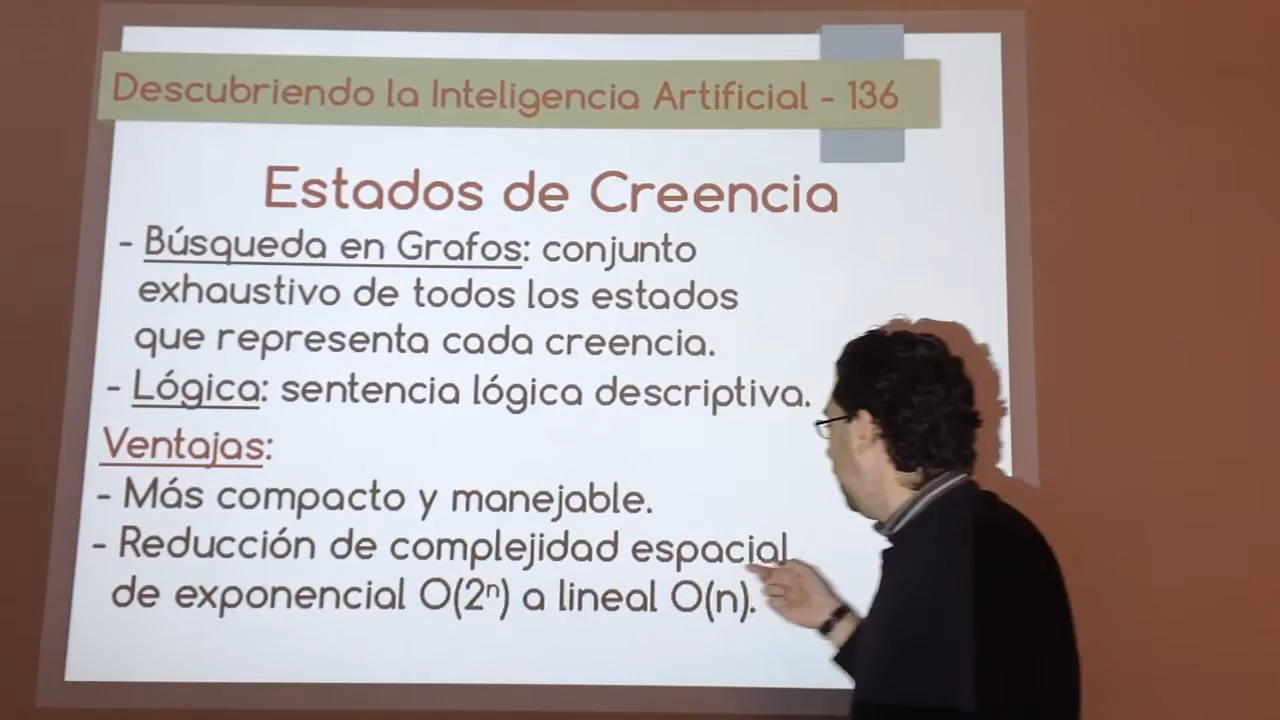 Descubriendo la Inteligencia Artificial - 136
Estados de Creencia
- Búsqueda en Grafos: conjunto
exhaustivo de todos los estados
que representa cada creencia.
- Lógica: sentencia lógica descriptiva.
Ventajas:
- Más compacto y manejable.
- Reducción de complejidad espacial
de exponencial O(2ⁿ) a lineal O(n).